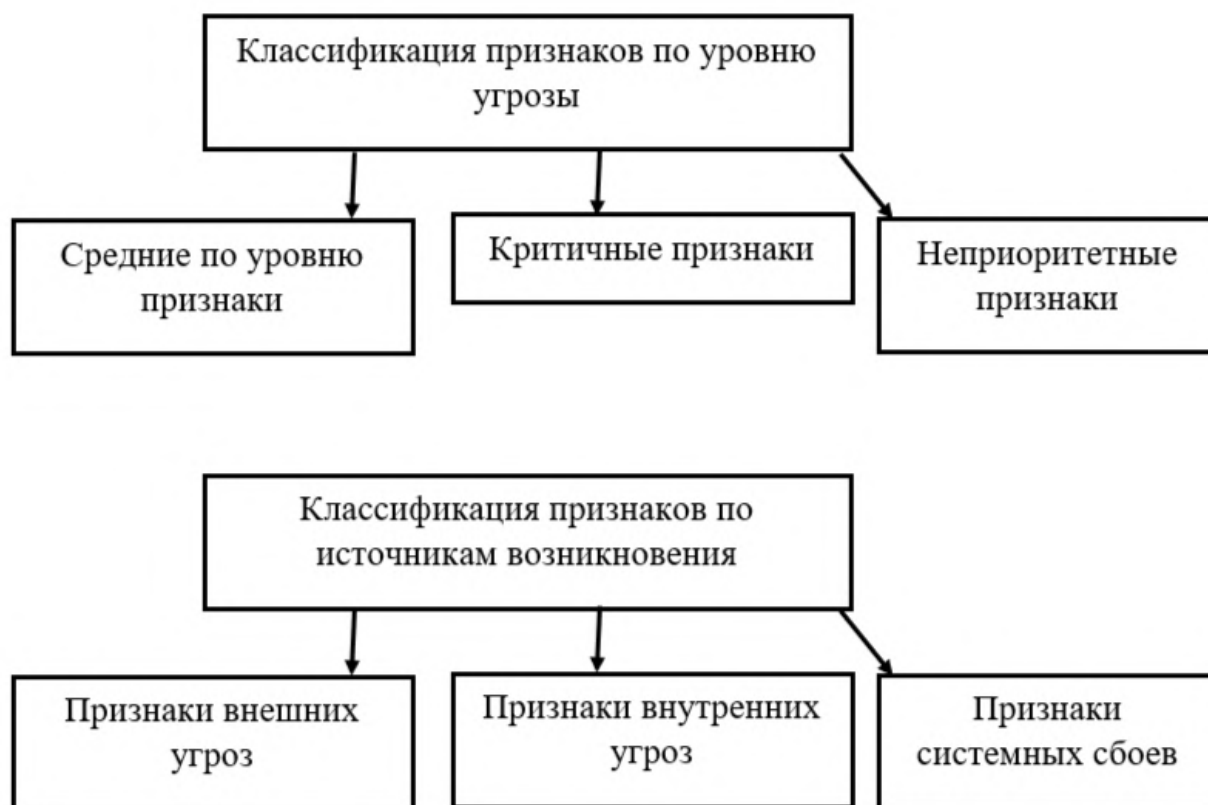 Классификация признаков по уровню
угрозы
Средние по уровню
признаки
Критичные признаки
Неприоритетные
признаки
Классификация признаков по
источникам возникновения
Признаки внешних
угроз
Признаки внутренних
угроз
Признаки
системных сбоев